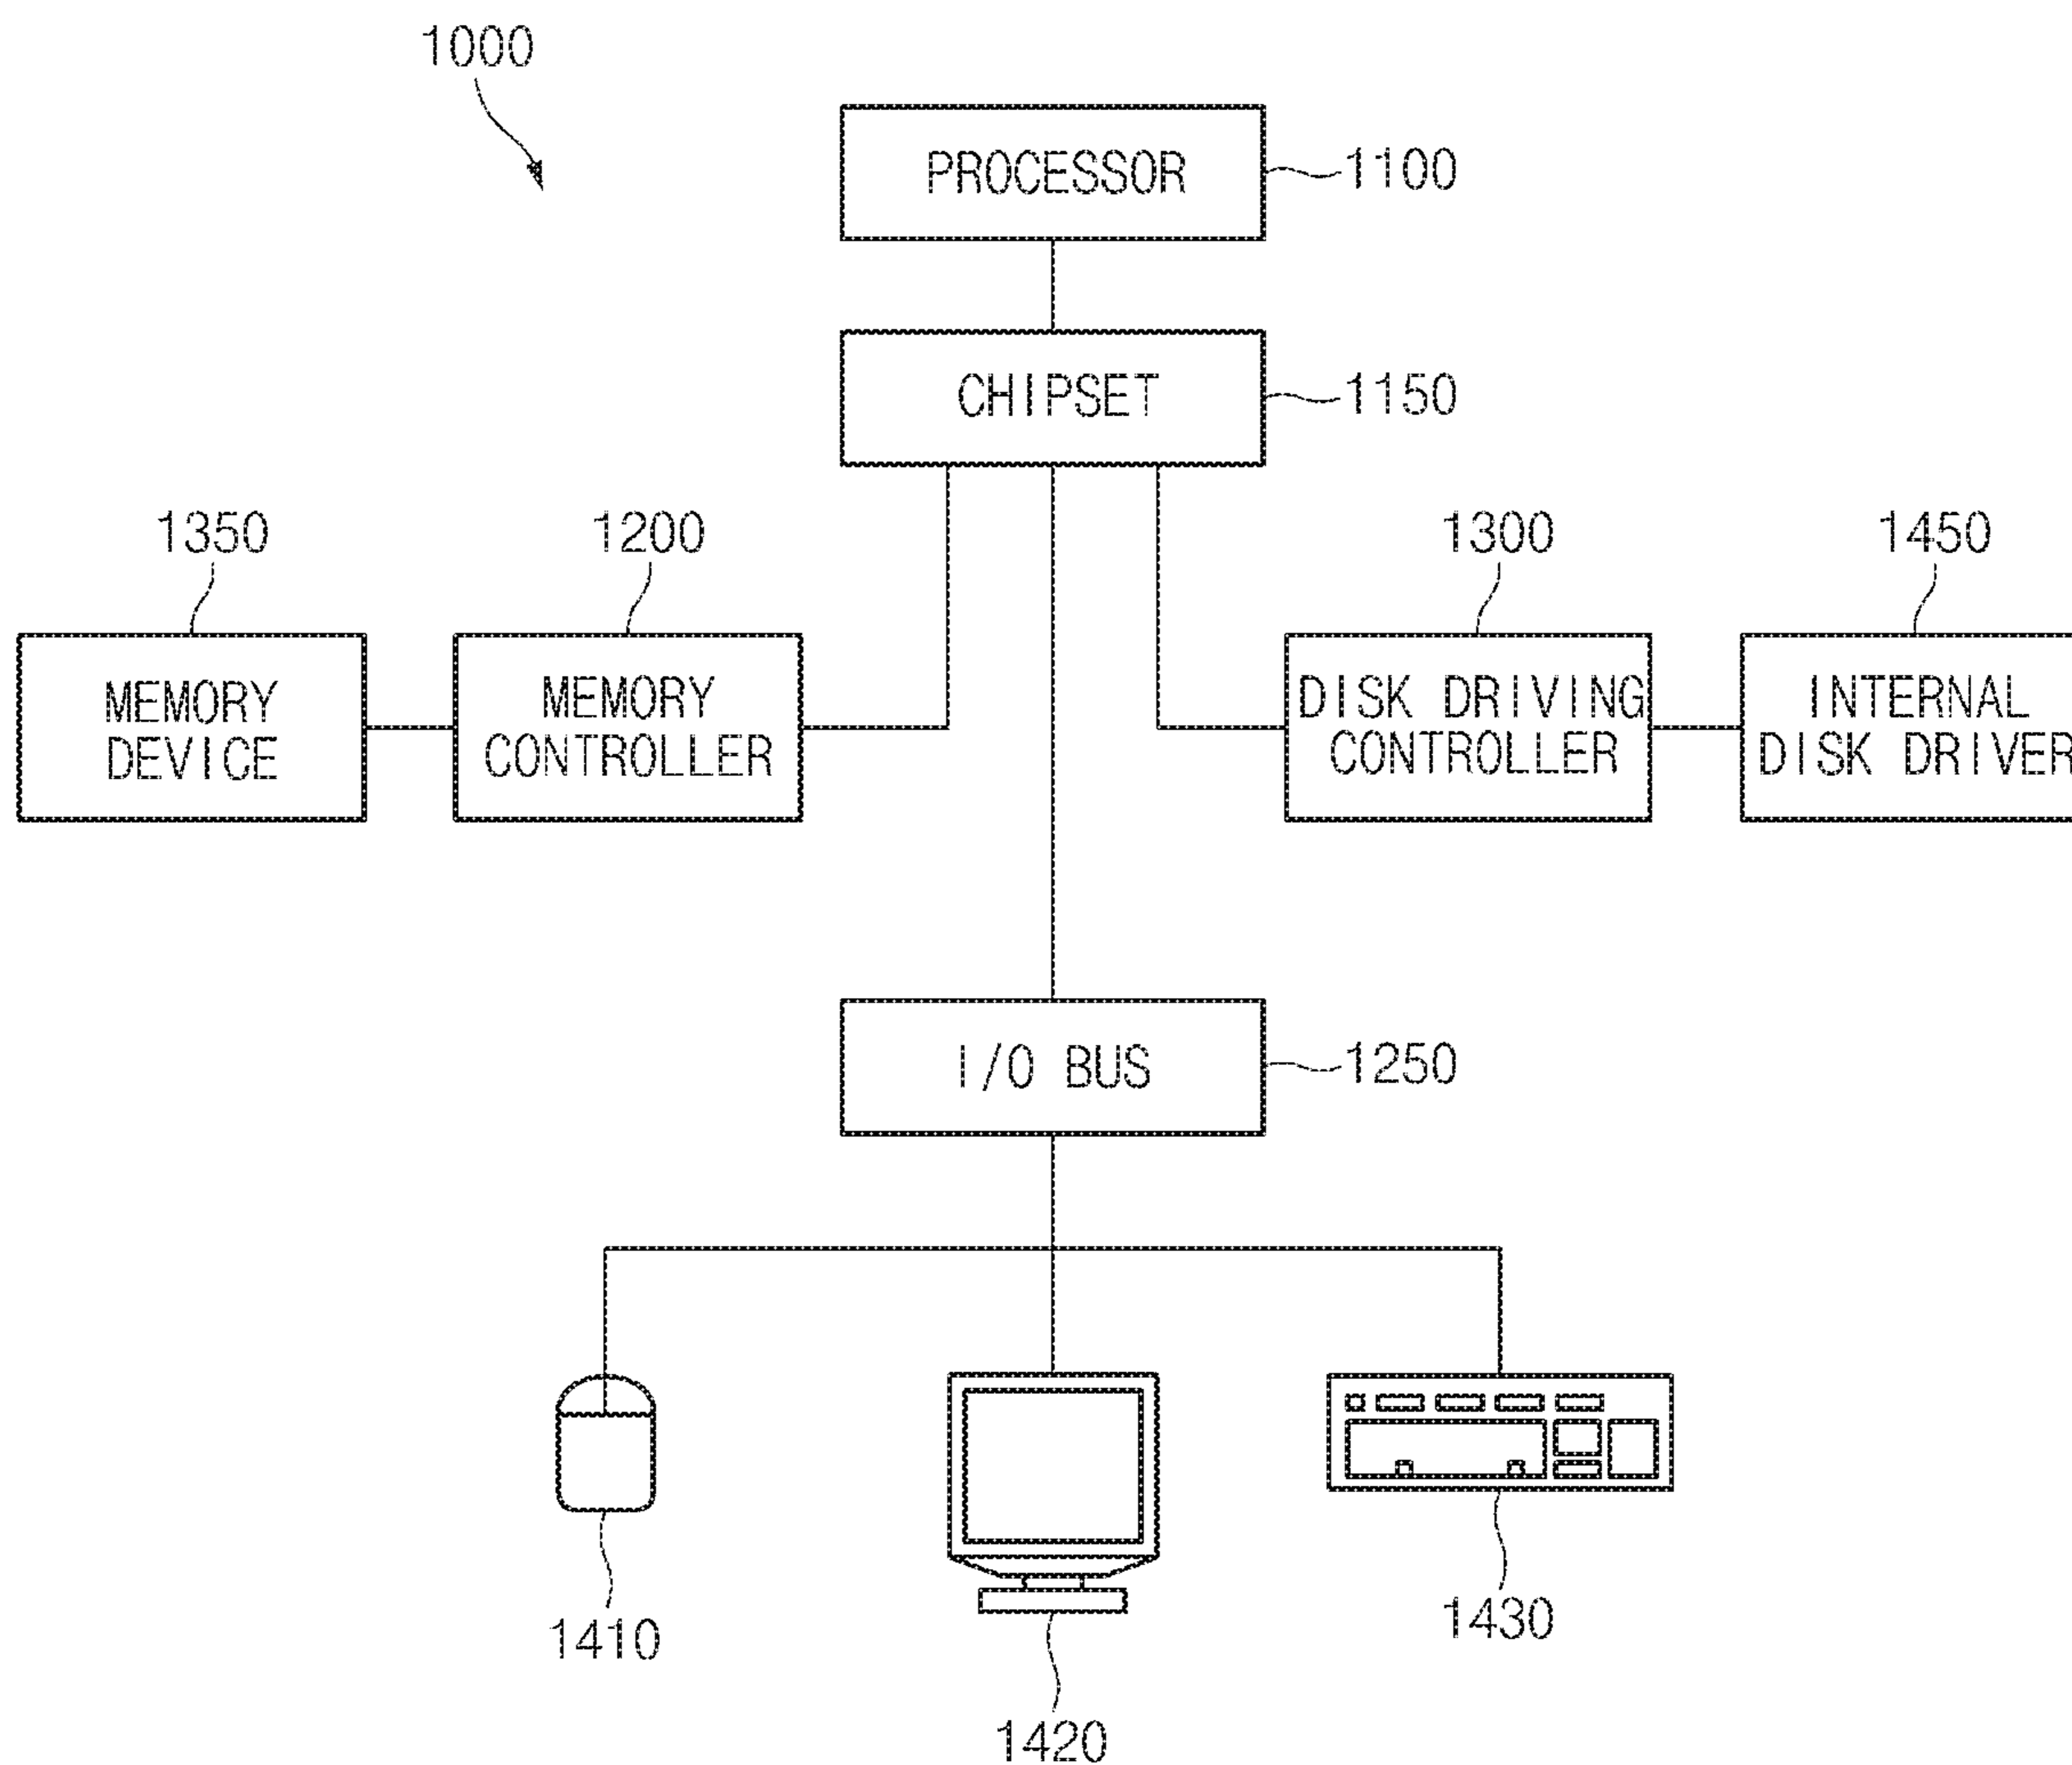 1000
PROCESSOR
1100
CHIPSET
1150
1350
1200
1300
1450
MEMORY
DEVICE
MEMORY
CONTROLLER
DISK DRIVING
CONTROLLER
INTERNAL
DISK DRIVER
I/O BUS
1250
1410
1420
1430